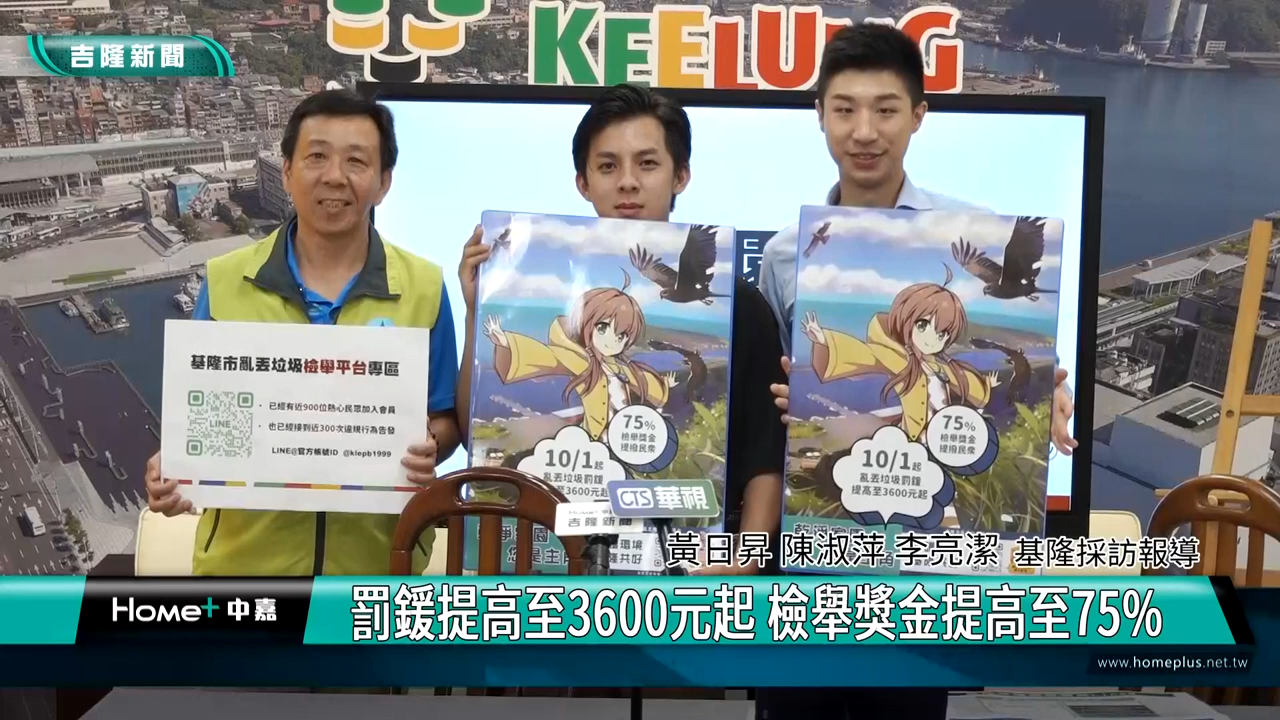 吉隆新聞
KEELUNG
基隆市亂丟垃圾檢舉平台專區
LINE
・已經有近900位熱心民眾加入會員
・也已經接到近300次違規行為告發
LINE@官方帳號ID @klepb1999
75%
檢舉獎金
提撥民眾
10/1起
亂丟垃圾罰鍰
至3600元起
75%
檢舉獎金
提撥民眾
10/1起
亂丟垃圾罰鍰
提高至3600元起
CTS華視
吉隆新聞
您是主
環境
共好
黃日昇 陳淑萍 李亮潔 基隆採訪報導
Home+中嘉
罰鍰提高至3600元起 檢舉獎金提高至75%
www.homeplus.net.tw